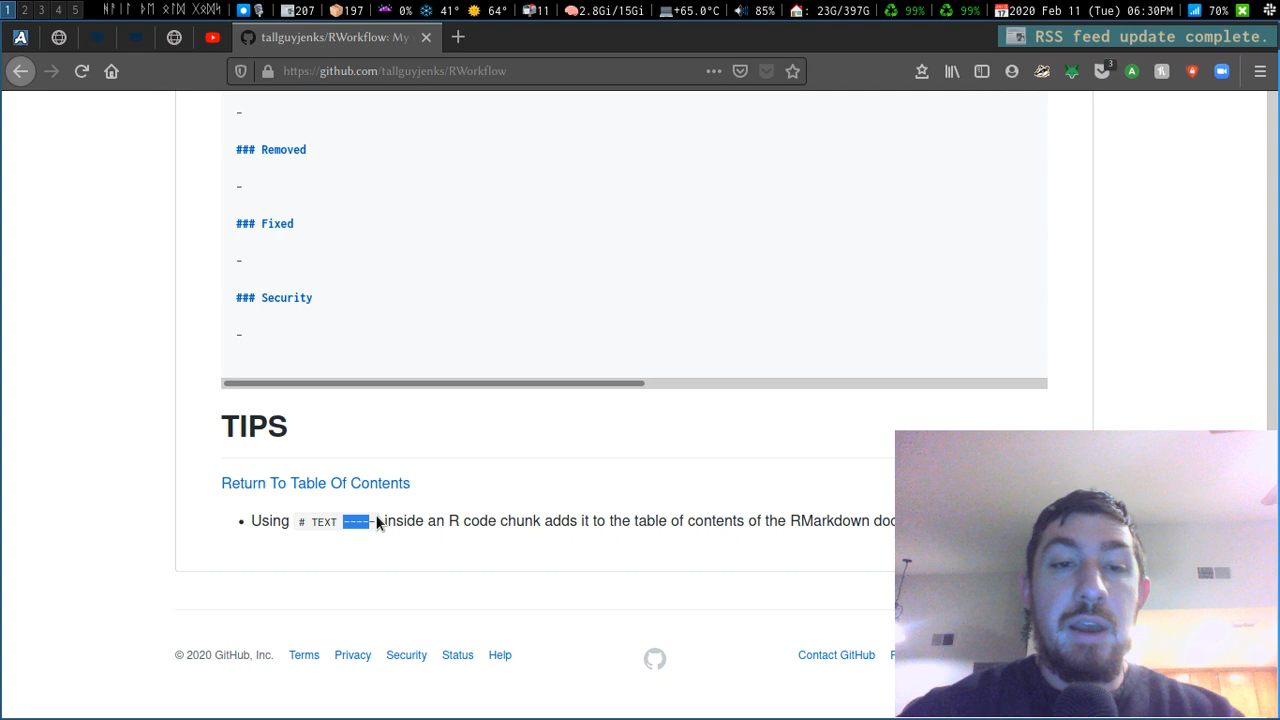 1 2 3 4 5 207 197 0% 41° 64° 11 2.8Gi/15Gi +65.0°C 85% : 23G/397G 99% 99% 2020 Feb 11 (Tue) 06:30PM 70%
tallguyjenks/RWorkflow: My
RSS feed update complete.
https://github.com/tallguyjenks/RWorkflow
3
-
### Removed
-
### Fixed
-
### Security
-
TIPS
Return To Table Of Contents
• Using # TEXT ----- inside an R code chunk adds it to the table of contents of the RMarkdown doc
© 2020 GitHub, Inc. Terms Privacy Security Status Help Contact GitHub